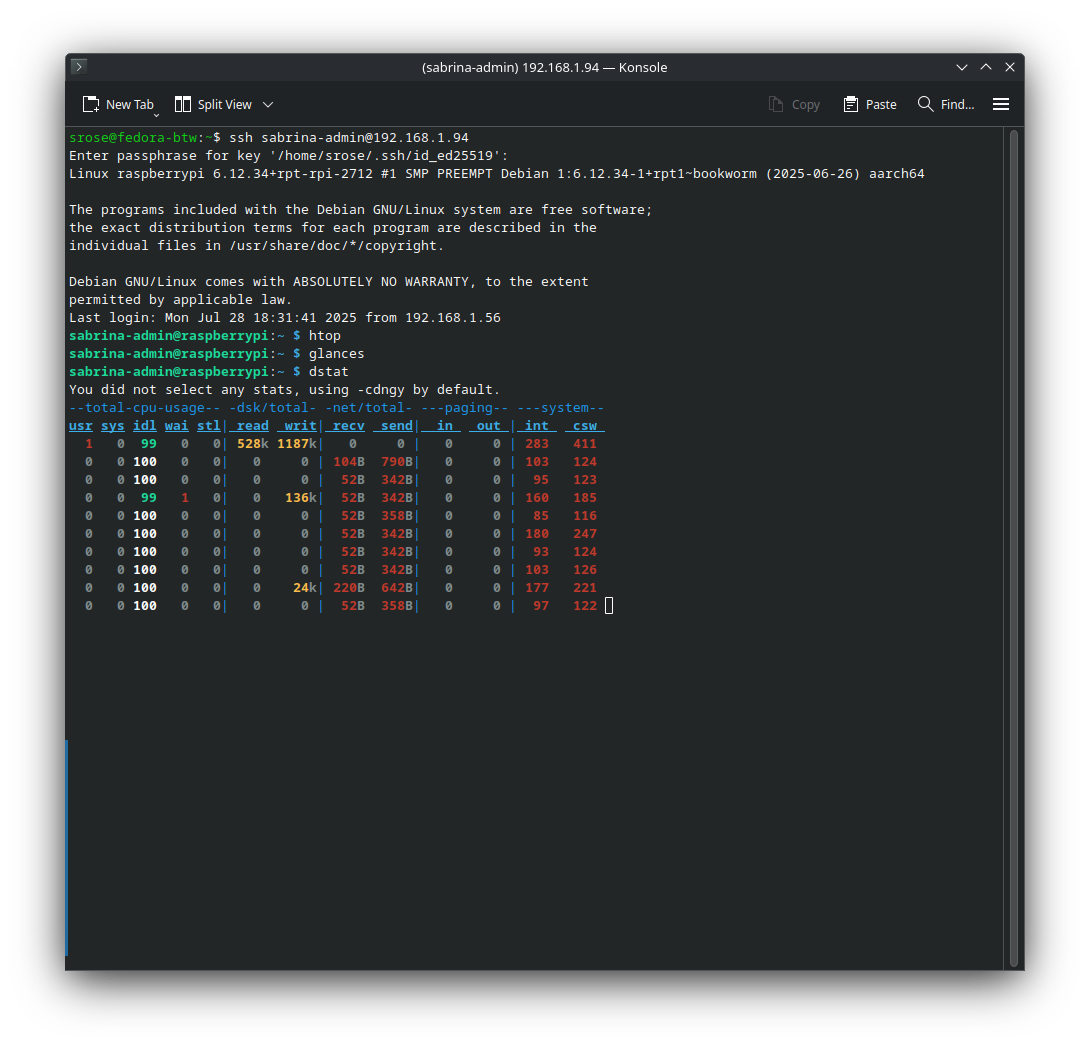 (sabrina-admin) 192.168.1.94 — Konsole
New Tab Split View Copy Paste Find...
srose@fedora-btw:~$ ssh sabrina-admin@192.168.1.94
Enter passphrase for key '/home/srose/.ssh/id_ed25519':
Linux raspberrypi 6.12.34+rpt-rpi-2712 #1 SMP PREEMPT Debian 1:6.12.34-1+rpt1~bookworm (2025-06-26) aarch64

The programs included with the Debian GNU/Linux system are free software;
the exact distribution terms for each program are described in the
individual files in /usr/share/doc/*/copyright.

Debian GNU/Linux comes with ABSOLUTELY NO WARRANTY, to the extent
permitted by applicable law.
Last login: Mon Jul 28 18:31:41 2025 from 192.168.1.56
sabrina-admin@raspberrypi:~ $ htop
sabrina-admin@raspberrypi:~ $ glances
sabrina-admin@raspberrypi:~ $ dstat
You did not select any stats, using -cdngy by default.
--total-cpu-usage-- -dsk/total- -net/total- ---paging-- ---system--
usr sys idl wai stl| read  writ| recv  send|  in   out | int   csw
  1   0  99   0   0| 528k 1187k|   0     0 |   0     0 | 283   411
  0   0 100   0   0|   0     0 | 104B  790B|   0     0 | 103   124
  0   0 100   0   0|   0     0 |  52B  342B|   0     0 |  95   123
  0   0  99   1   0|   0   136k|  52B  342B|   0     0 | 160   185
  0   0 100   0   0|   0     0 |  52B  358B|   0     0 |  85   116
  0   0 100   0   0|   0     0 |  52B  342B|   0     0 | 180   247
  0   0 100   0   0|   0     0 |  52B  342B|   0     0 |  93   124
  0   0 100   0   0|   0     0 |  52B  342B|   0     0 | 103   126
  0   0 100   0   0|   0    24k| 220B  642B|   0     0 | 177   221
  0   0 100   0   0|   0     0 |  52B  358B|   0     0 |  97   122